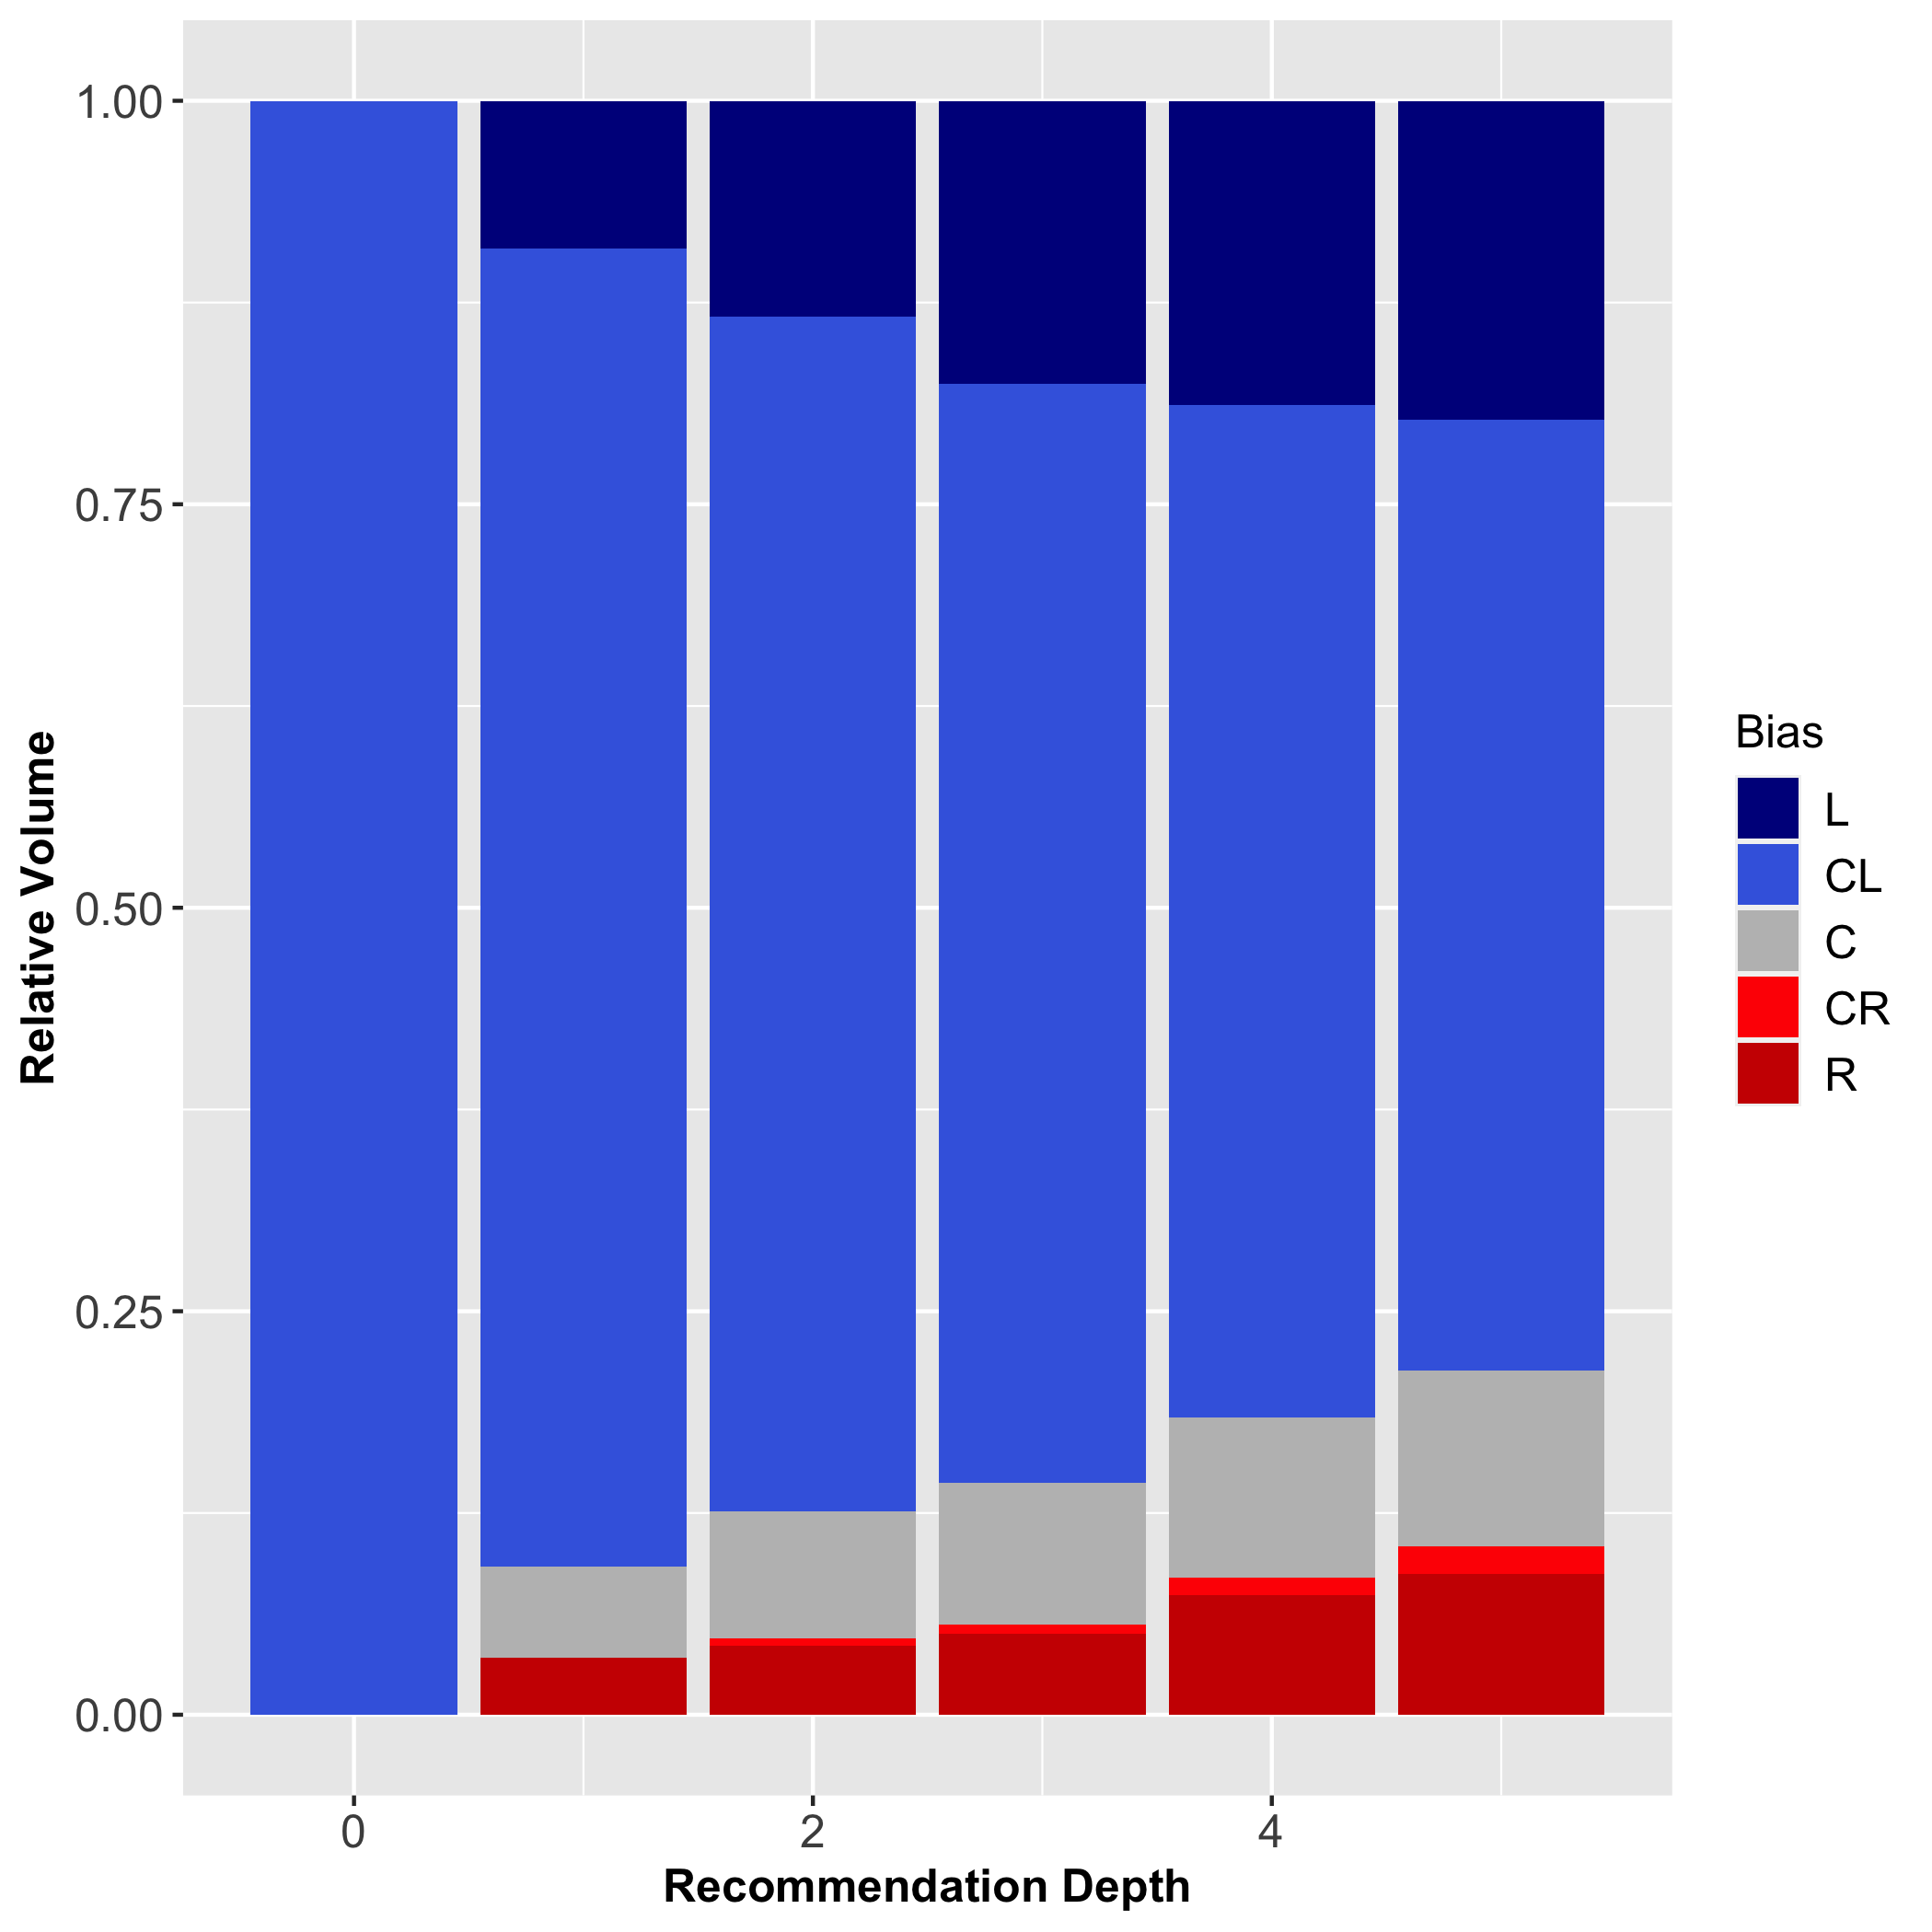 1.00
0.75
0.50
0.25
0.00
Relative Volume
0 2 4
Recommendation Depth
Bias
L
CL
C
CR
R